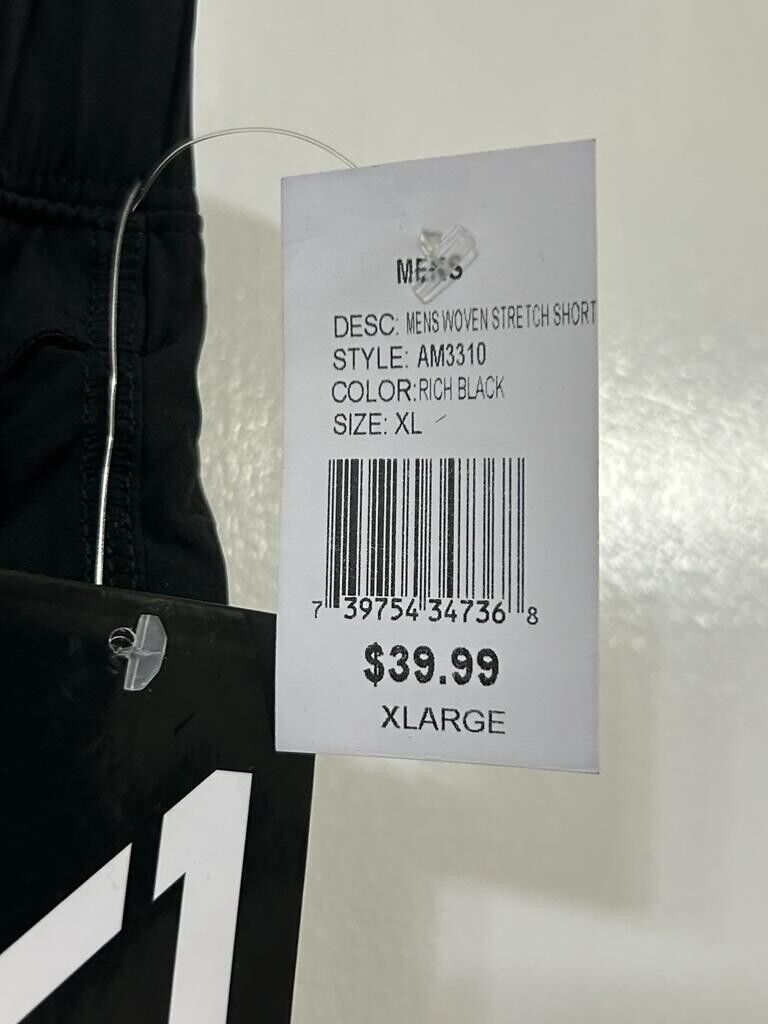 MENS
DESC: MENS WOVEN STRETCH SHORT
STYLE: AM3310
COLOR:RICH BLACK
SIZE: XL
7 39754 34736 8
$39.99
XLARGE